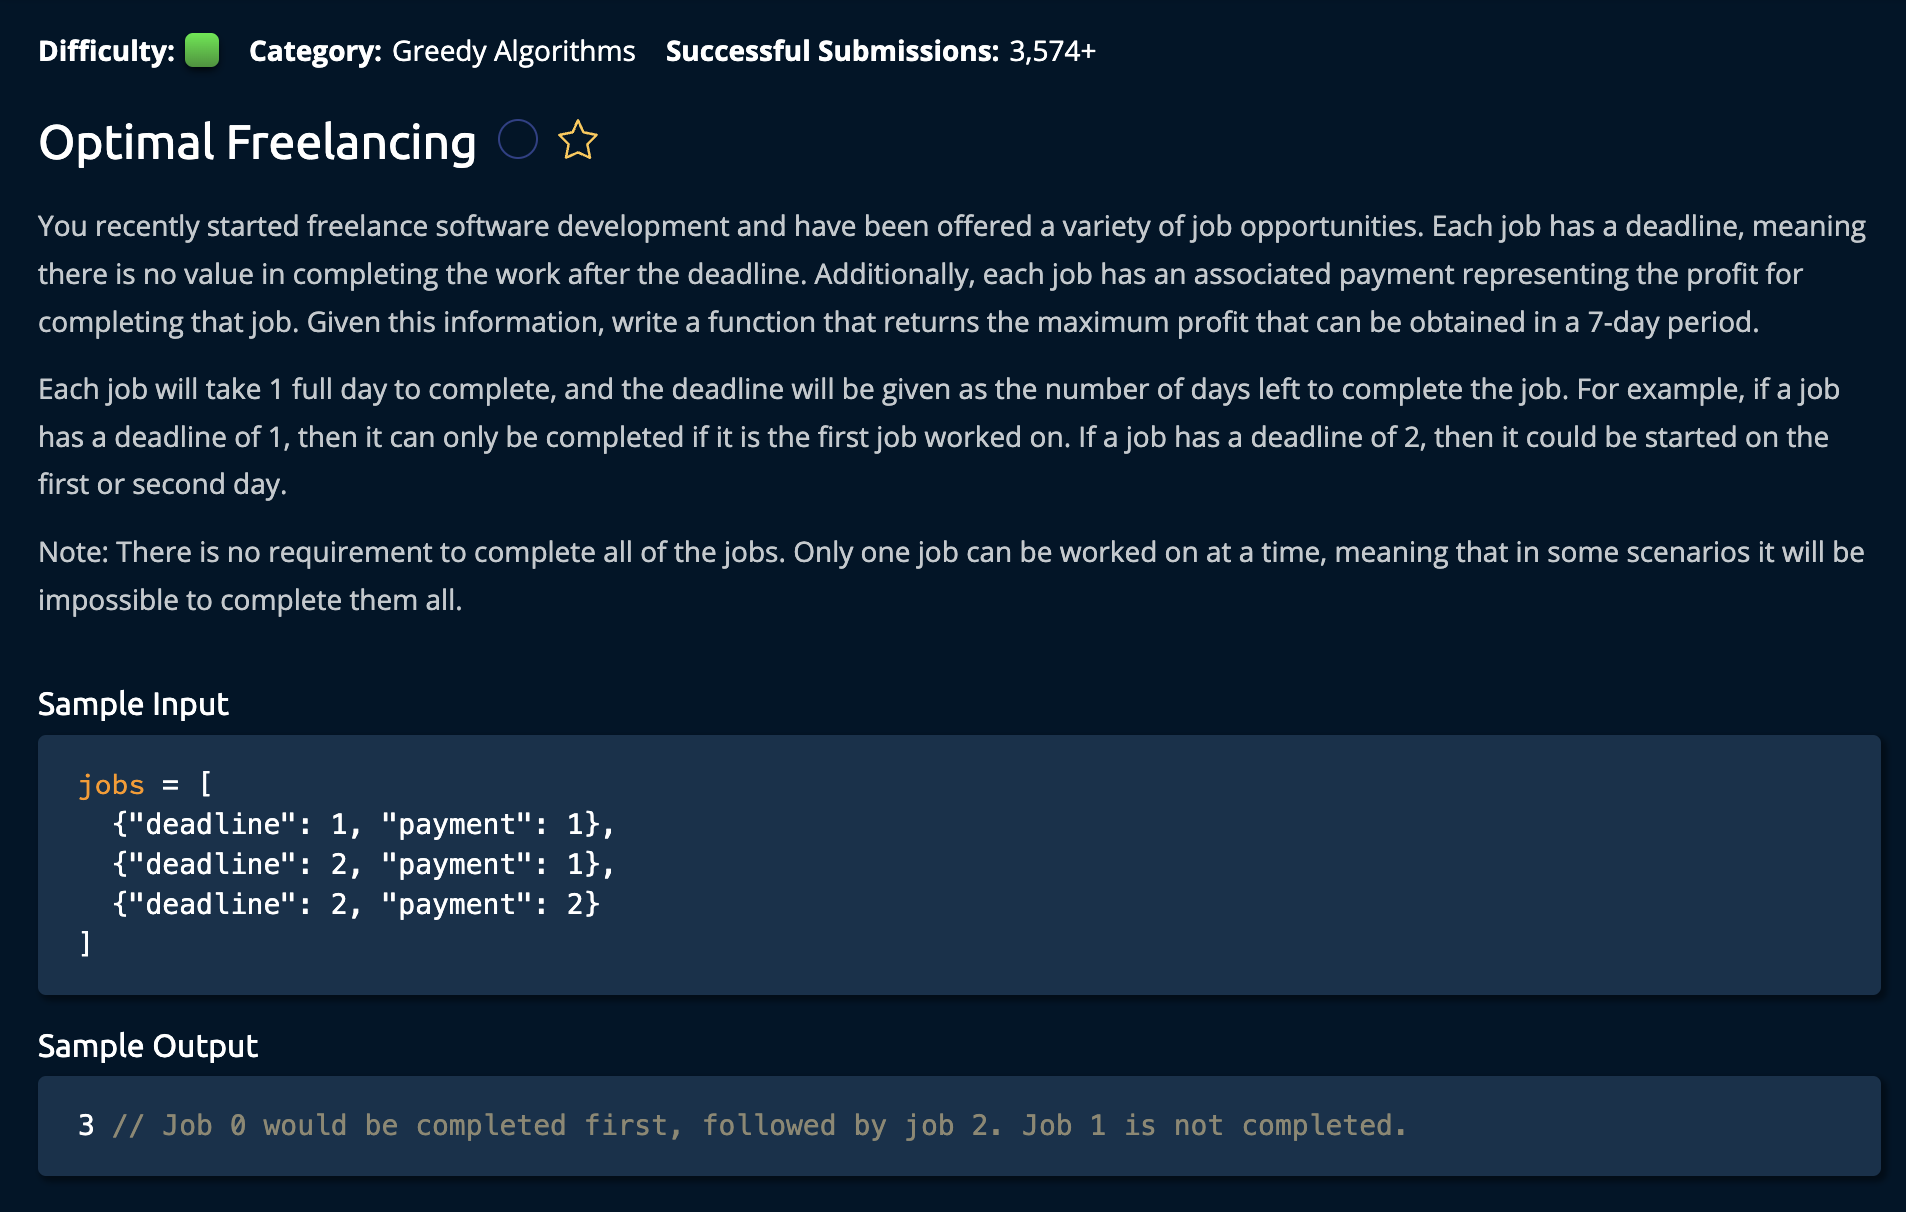 Difficulty: Category: Greedy Algorithms Successful Submissions: 3,574+
Optimal Freelancing
You recently started freelance software development and have been offered a variety of job opportunities. Each job has a deadline, meaning
there is no value in completing the work after the deadline. Additionally, each job has an associated payment representing the profit for
completing that job. Given this information, write a function that returns the maximum profit that can be obtained in a 7-day period.
Each job will take 1 full day to complete, and the deadline will be given as the number of days left to complete the job. For example, if a job
has a deadline of 1, then it can only be completed if it is the first job worked on. If a job has a deadline of 2, then it could be started on the
first or second day.
Note: There is no requirement to complete all of the jobs. Only one job can be worked on at a time, meaning that in some scenarios it will be
impossible to complete them all.
Sample Input
jobs = [
  {"deadline": 1, "payment": 1},
  {"deadline": 2, "payment": 1},
  {"deadline": 2, "payment": 2}
]
Sample Output
3 // Job 0 would be completed first, followed by job 2. Job 1 is not completed.